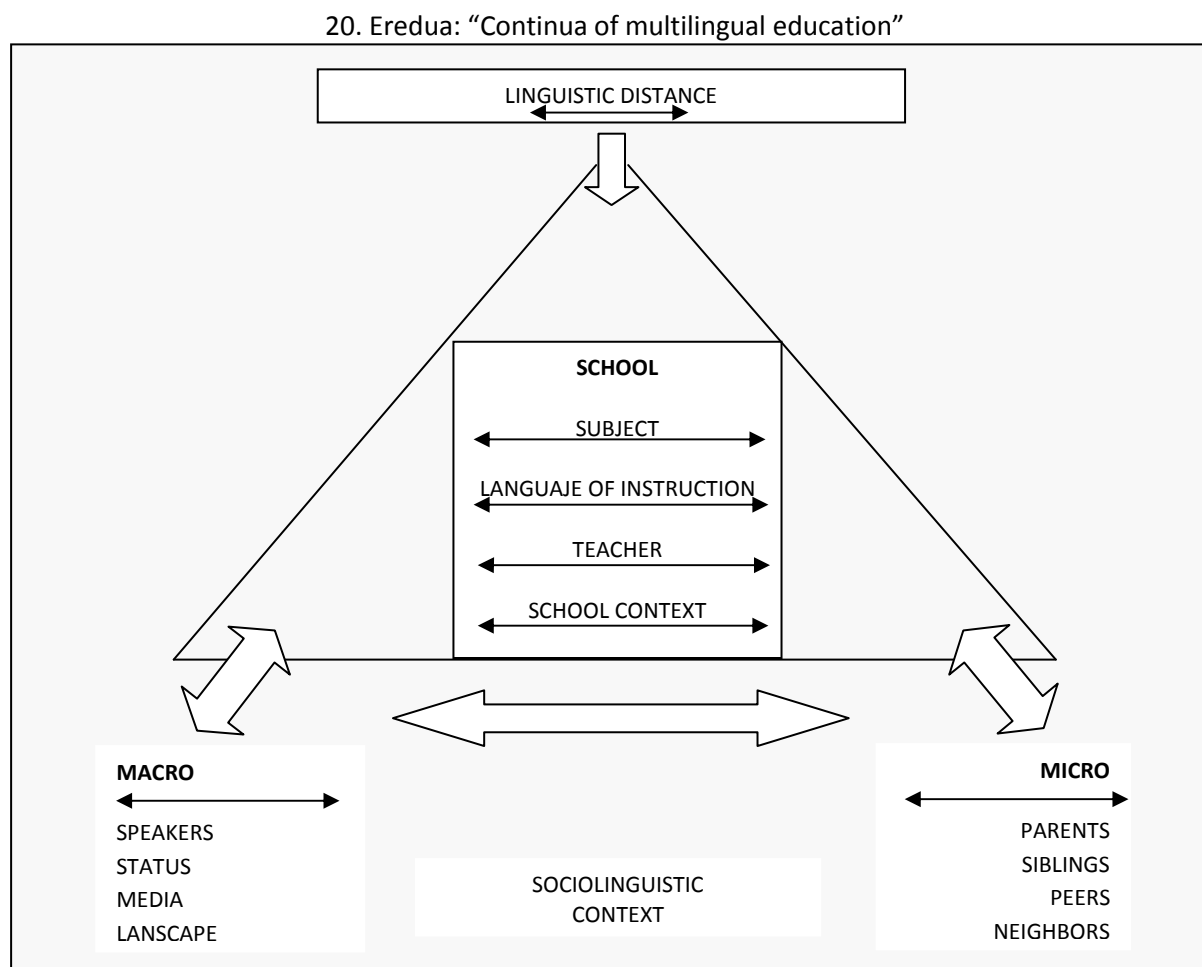 20. Eredua: “Continua of multilingual education”
LINGUISTIC DISTANCE
SCHOOL
SUBJECT
LANGUAJE OF INSTRUCTION
TEACHER
SCHOOL CONTEXT
MACRO
SPEAKERS
STATUS
MEDIA
LANSCAPE
SOCIOLINGUISTIC
CONTEXT
MICRO
PARENTS
SIBLINGS
PEERS
NEIGHBORS